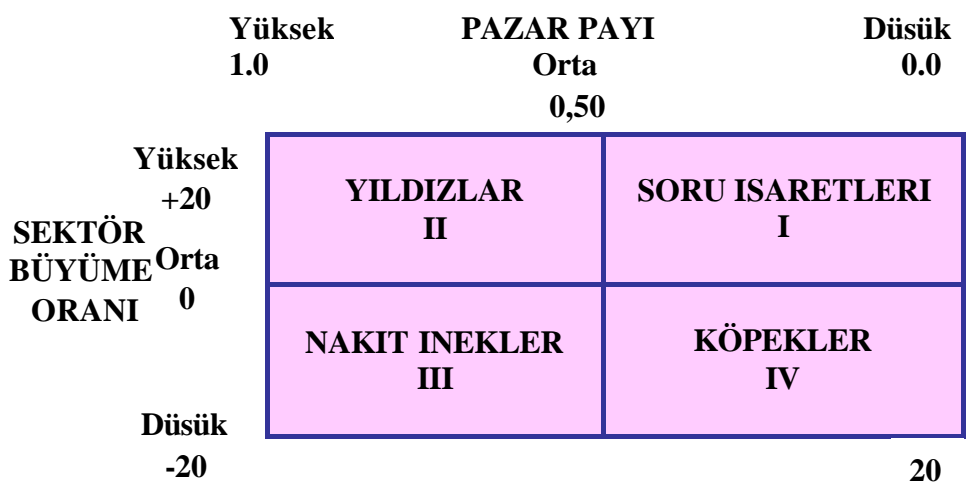 Yüksek PAZAR PAYI Düsük
1.0 Orta 0.0
0,50
Yüksek
+20
SEKTÖR
BÜYÜME
ORANI
Orta
0
Düsük
-20
YILDIZLAR
II
SORU ISARETLERI
I
NAKIT INEKLER
III
KÖPEKLER
IV
20